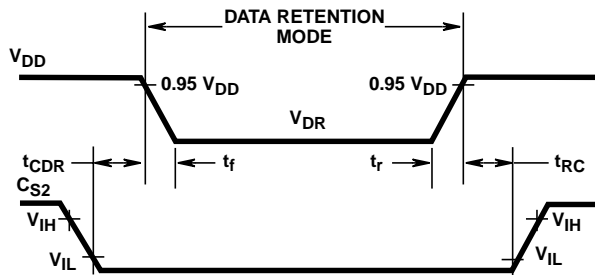 DATA RETENTION
MODE
VDD
0.95 VDD
0.95 VDD
VDR
tCDR
tf
tr
tRC
CS2
VIH
VIH
VIL
VIL